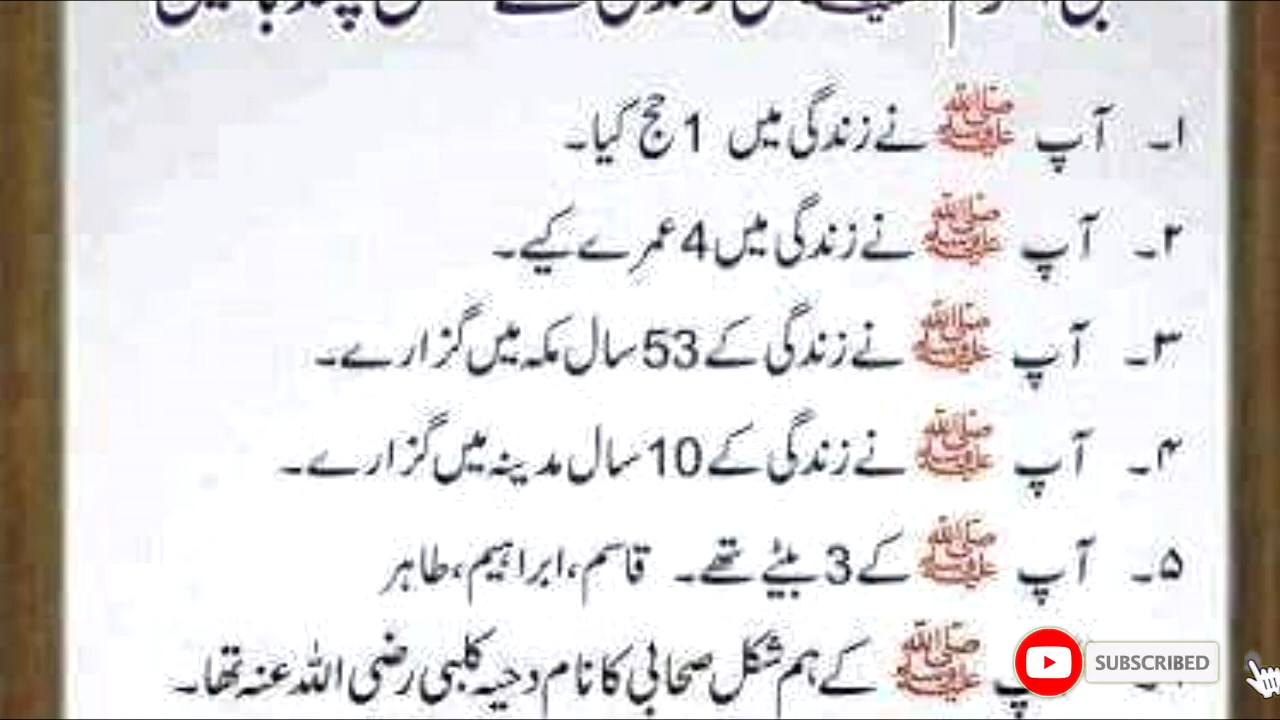 ۱۔ آپ ﷺ نے زندگی میں 1 حج کیا۔
۲۔ آپ ﷺ نے زندگی میں 4 عمرے کیے۔
۳۔ آپ ﷺ نے زندگی کے 53 سال مکہ میں گزارے۔
۴۔ آپ ﷺ نے زندگی کے 10 سال مدینہ میں گزارے۔
۵۔ آپ ﷺ کے 3 بیٹے تھے۔ قاسم، ابراہیم، طاہر
ﷺ کے ہم شکل صحابی کا نام دحیہ کلبی رضی اللہ عنہ تھا۔
SUBSCRIBED